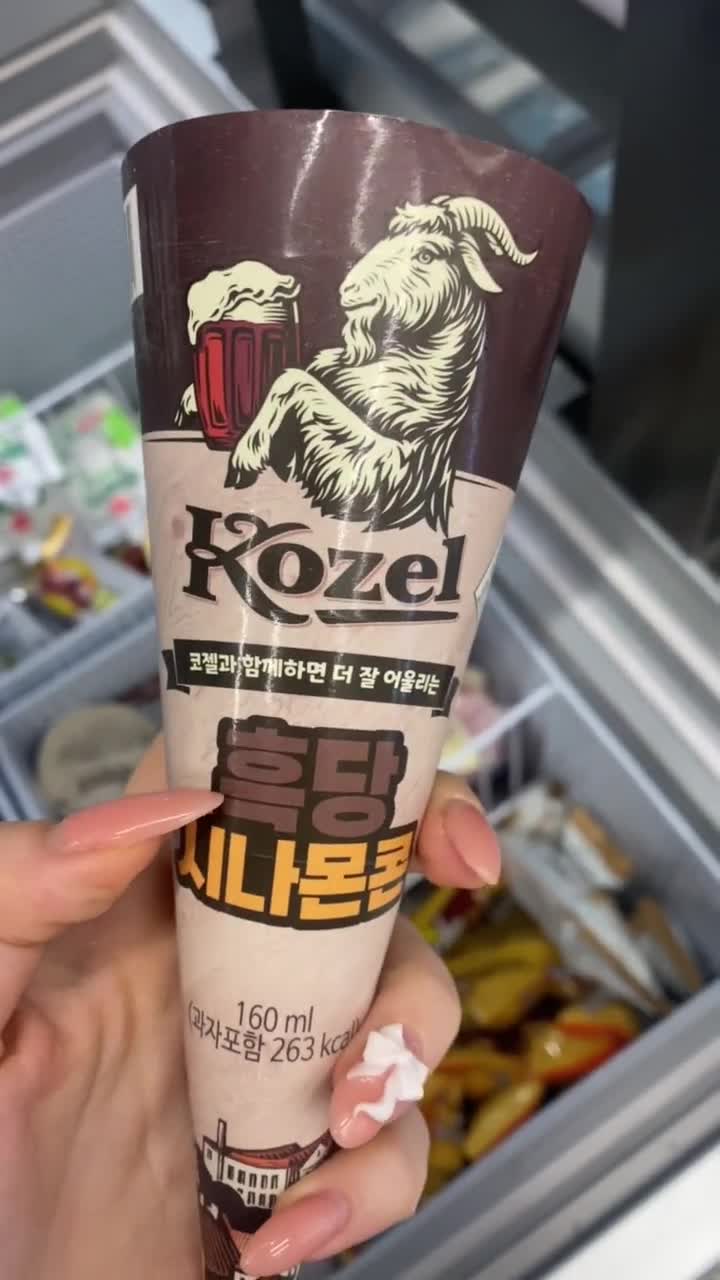 Kozel
코젤과 함께하면 더 잘 어울리는
흑당
시나몬콘
160 ml
(과자포함 263 kcal)